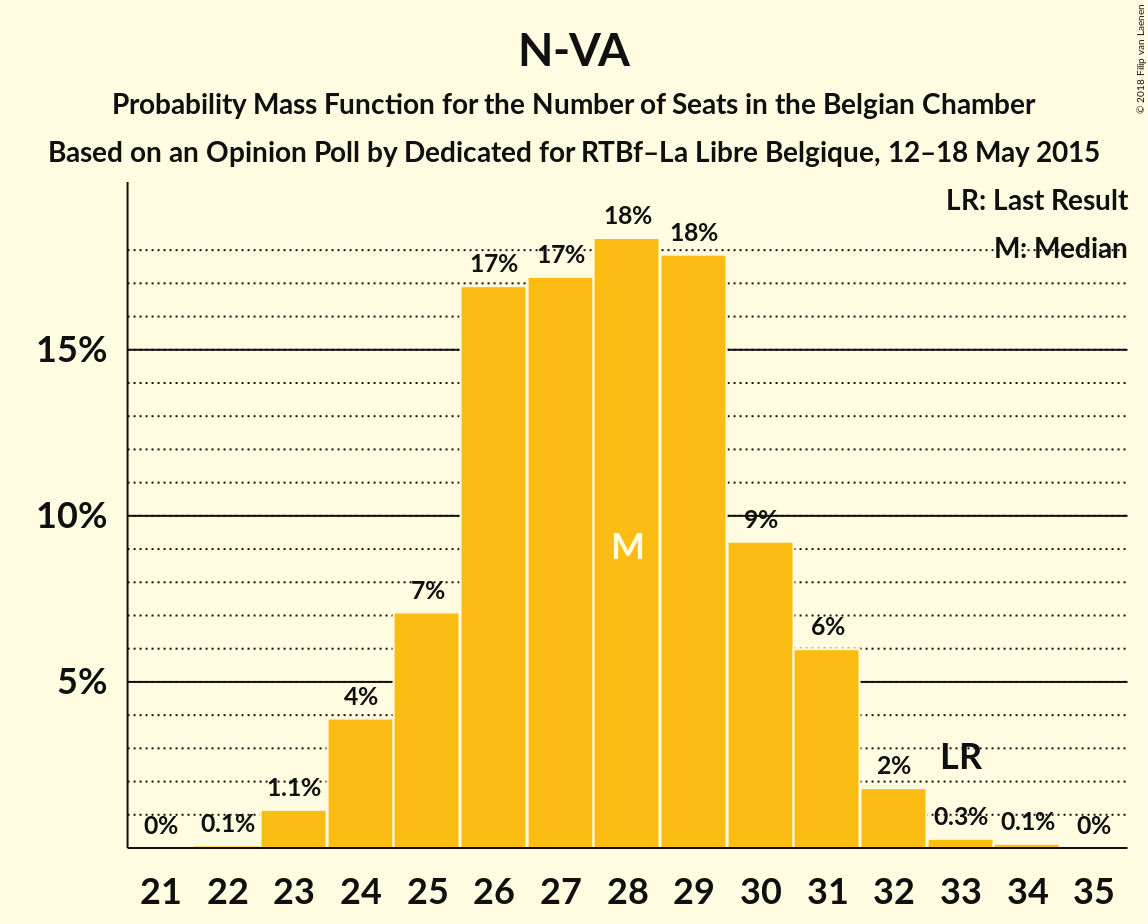 N-VA
Probability Mass Function for the Number of Seats in the Belgian Chamber
Based on an Opinion Poll by Dedicated for RTBf–La Libre Belgique, 12–18 May 2015
© 2018 Filip van Laenen
LR: Last Result
M: Median
15%
10%
5%
0%
0.1%
1.1%
4%
7%
17%
17%
18%
18%
9%
6%
2%
0.3%
0.1%
0%
M
LR
21 22 23 24 25 26 27 28 29 30 31 32 33 34 35